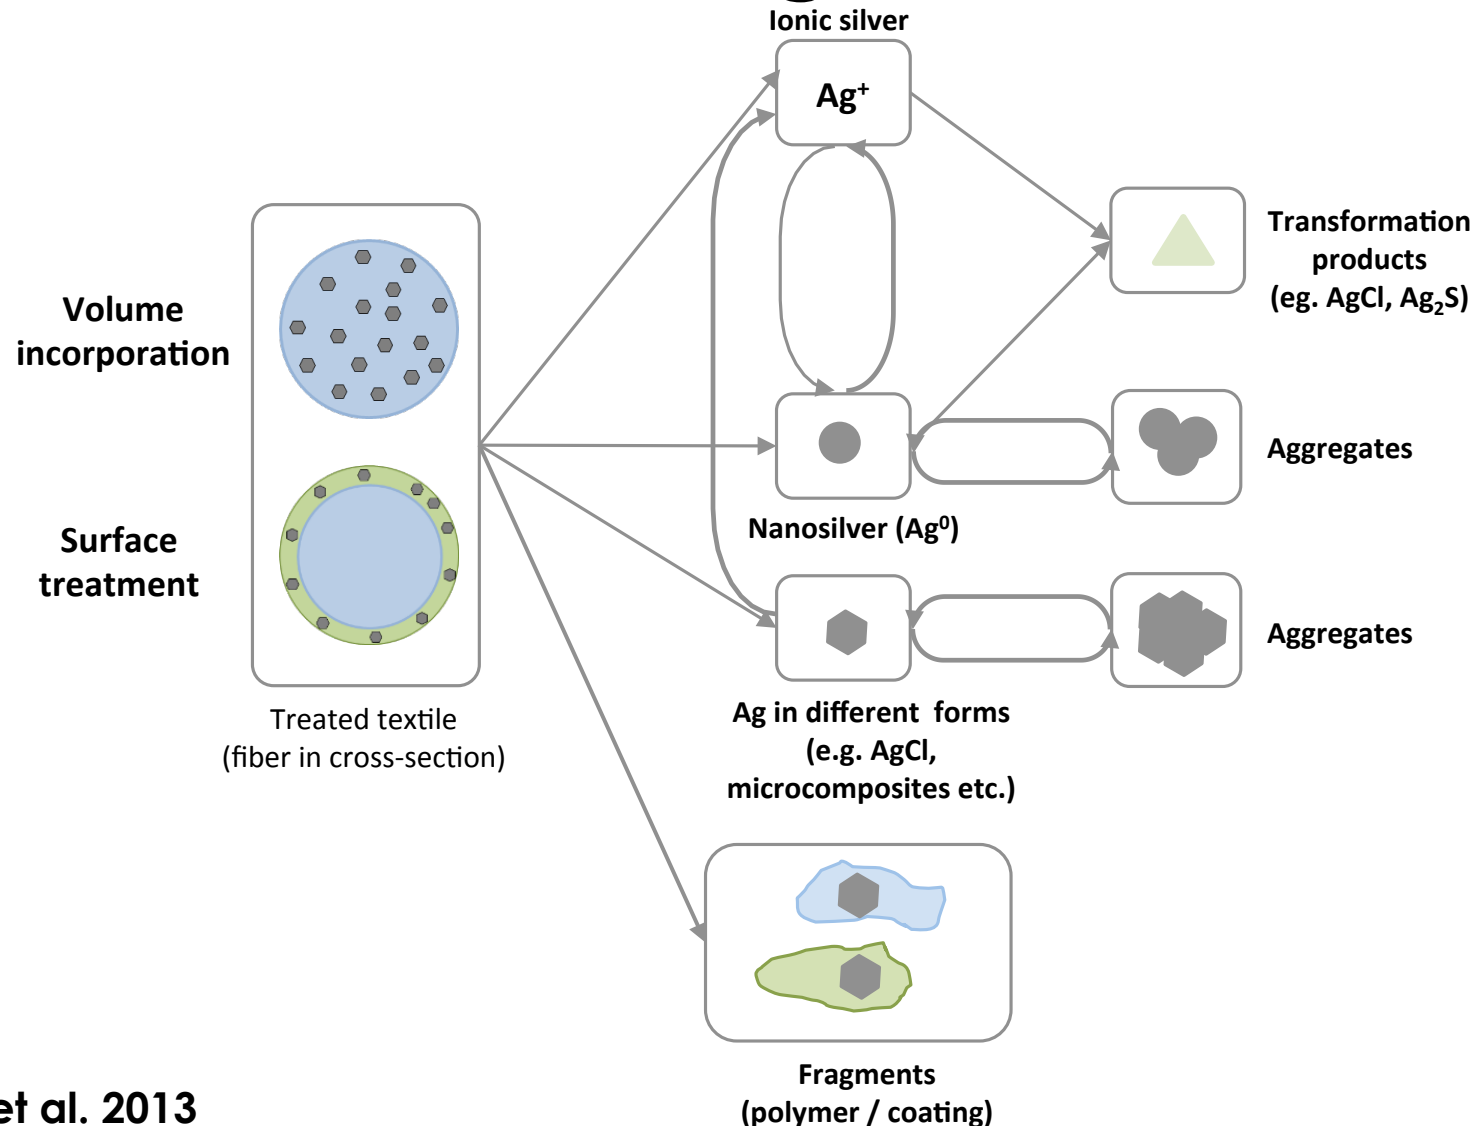 Ionic silver
Ag⁺
Volume
incorporation
Surface
treatment
Treated textile
(fiber in cross-section)
Transformation
products
(eg. AgCl, Ag₂S)
Nanosilver (Ag⁰)
Aggregates
Aggregates
Ag in different forms
(e.g. AgCl,
microcomposites etc.)
Fragments
(polymer / coating)
et al. 2013